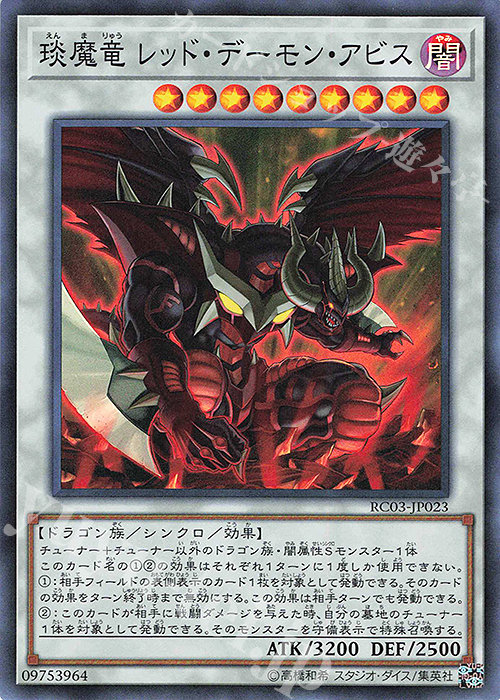 琰魔竜 レッド・デーモン・アビス
闇
RC03-JP023
【ドラゴン族/シンクロ/効果】
チューナー+チューナー以外のドラゴン族・闇属性Sモンスター1体
このカード名の①②の効果はそれぞれ1ターンに1度しか使用できない。
①:相手フィールドの表側表示のカード1枚を対象として発動できる。そのカード
の効果をターン終了時まで無効にする。この効果は相手ターンでも発動できる。
②:このカードが相手に戦闘ダメージを与えた時、自分の墓地のチューナー
1体を対象として発動できる。そのモンスターを守備表示で特殊召喚する。
ATK/3200 DEF/2500
09753964
©高橋和希 スタジオ・ダイス/集英社